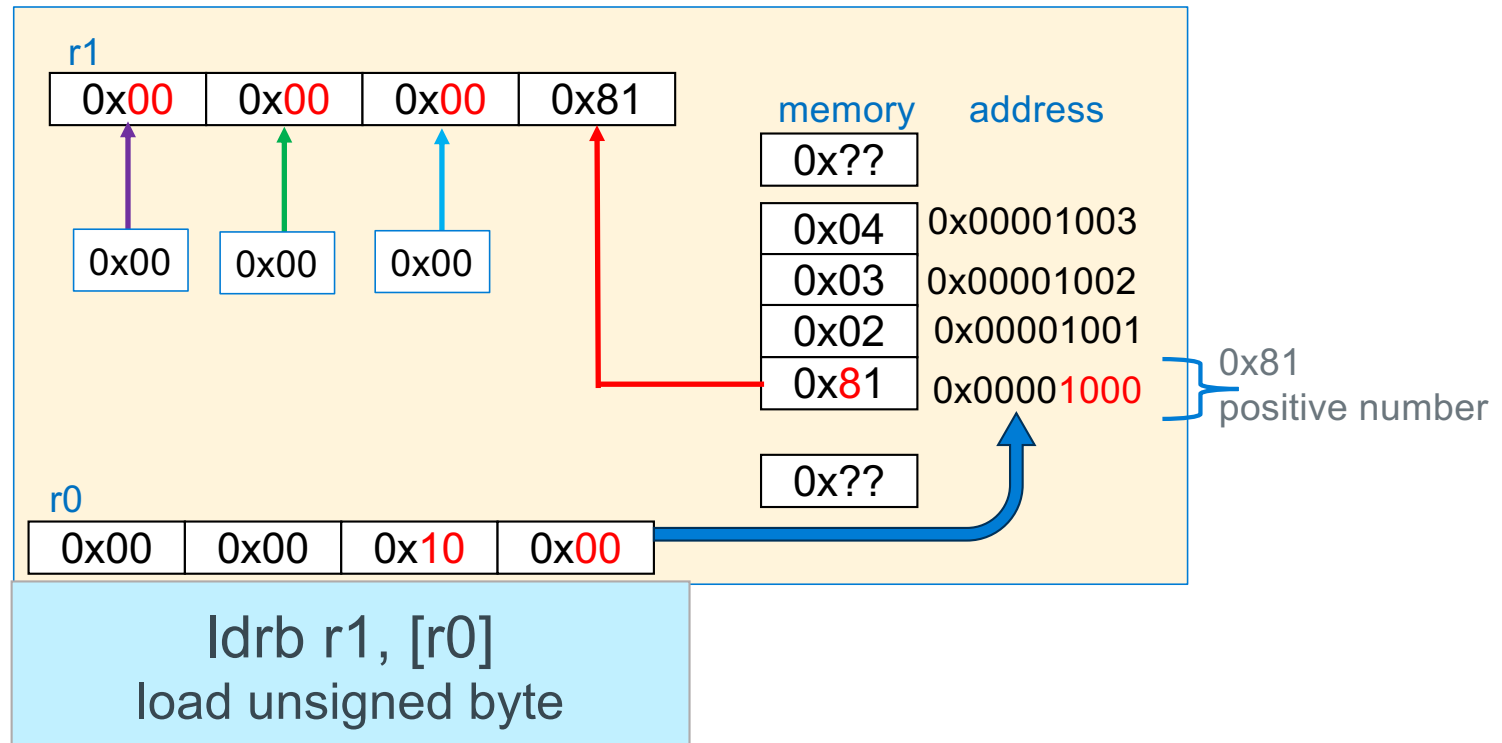 r1
0x00 0x00 0x00 0x81
memory address
0x??
0x00 0x00 0x00
0x04 0x00001003
0x03 0x00001002
0x02 0x00001001
0x81 0x00001000
0x81
positive number
0x??
r0
0x00 0x00 0x10 0x00
ldrb r1, [r0]
load unsigned byte